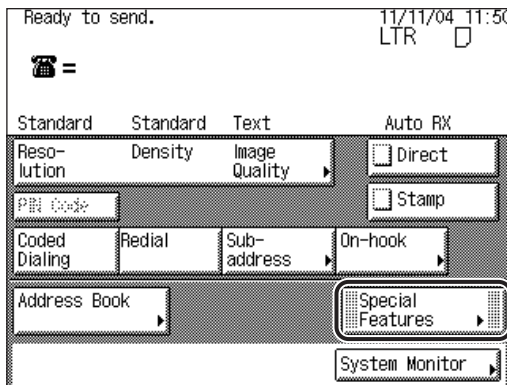 Ready to send.
11/11/04 11:50
LTR
=
Standard Standard Text Auto RX
Reso-
lution
Density
Image
Quality
Direct
PIN Code
Stamp
Coded
Dialing
Redial
Sub-
address
On-hook
Address Book
Special
Features
System Monitor